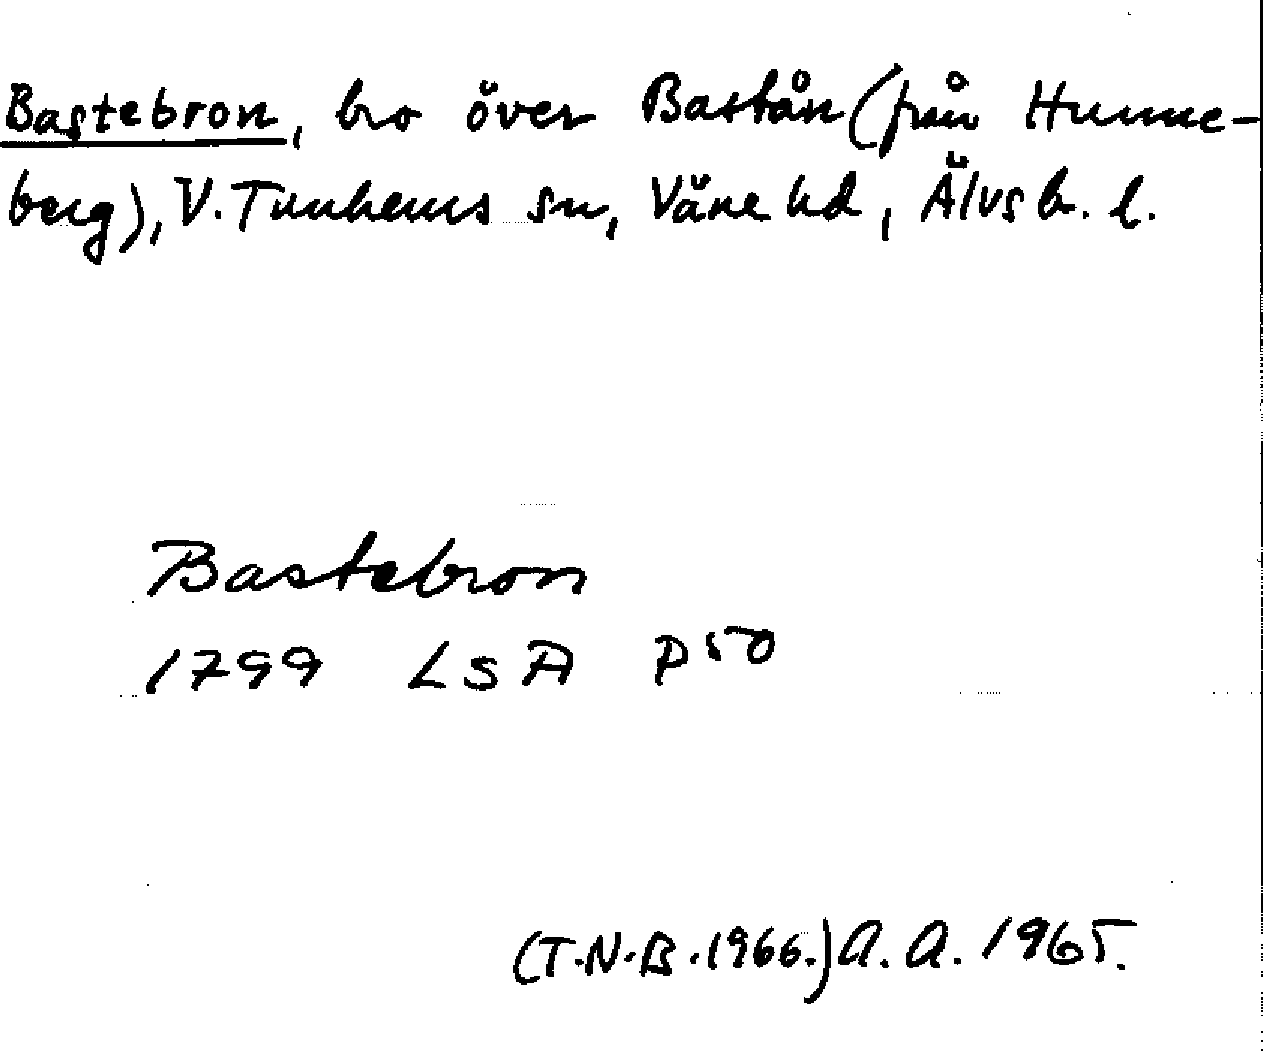 Bastebron, bro över Bastån (från Hunne-
berg), V. Tunhems sn, Väne hd, Älvsb. l.
Bastebron
1799 LSA P50
(T.N.B. 1966.) A. A. 1965.